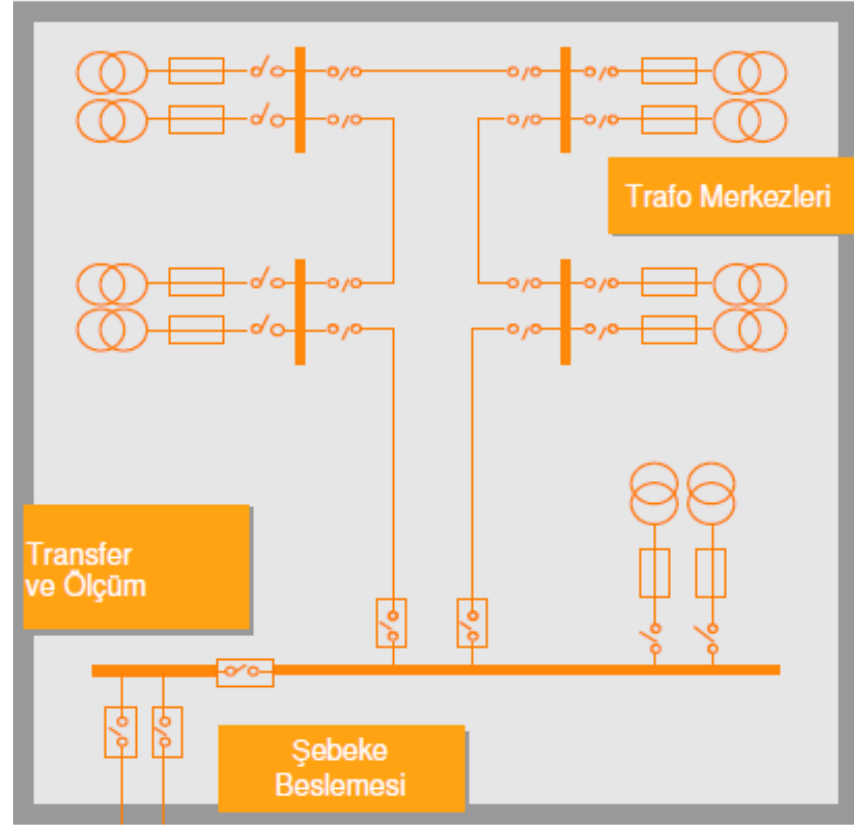 Trafo Merkezleri
Transfer
ve Ölçüm
Şebeke
Beslemesi